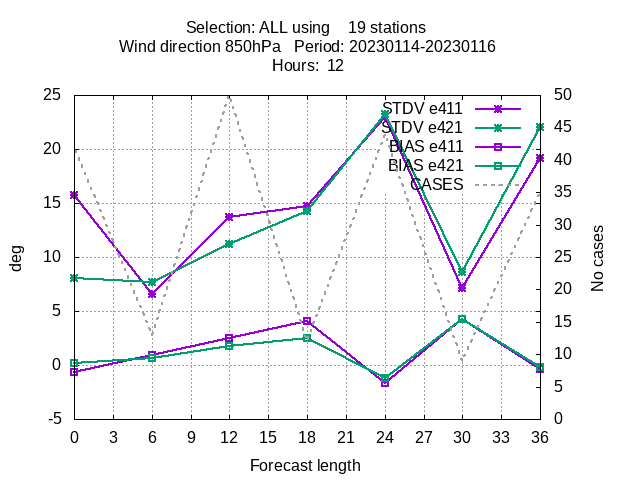 Selection: ALL using 19 stations
Wind direction 850hPa Period: 20230114-20230116
Hours: 12
STDV e411
STDV e421
BIAS e411
BIAS e421
CASES
25
20
15
10
5
0
-5
deg
50
45
40
35
30
25
20
15
10
5
0
No cases
0 3 6 9 12 15 18 21 24 27 30 33 36
Forecast length